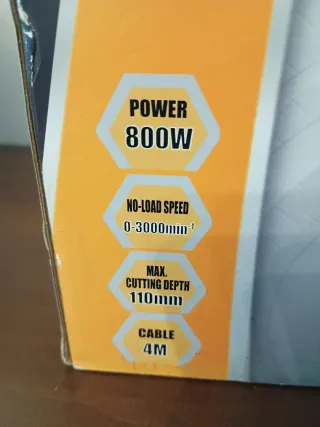 POWER
800W
NO-LOAD SPEED
0-3000min⁻¹
MAX.
CUTTING DEPTH
110mm
CABLE
4M